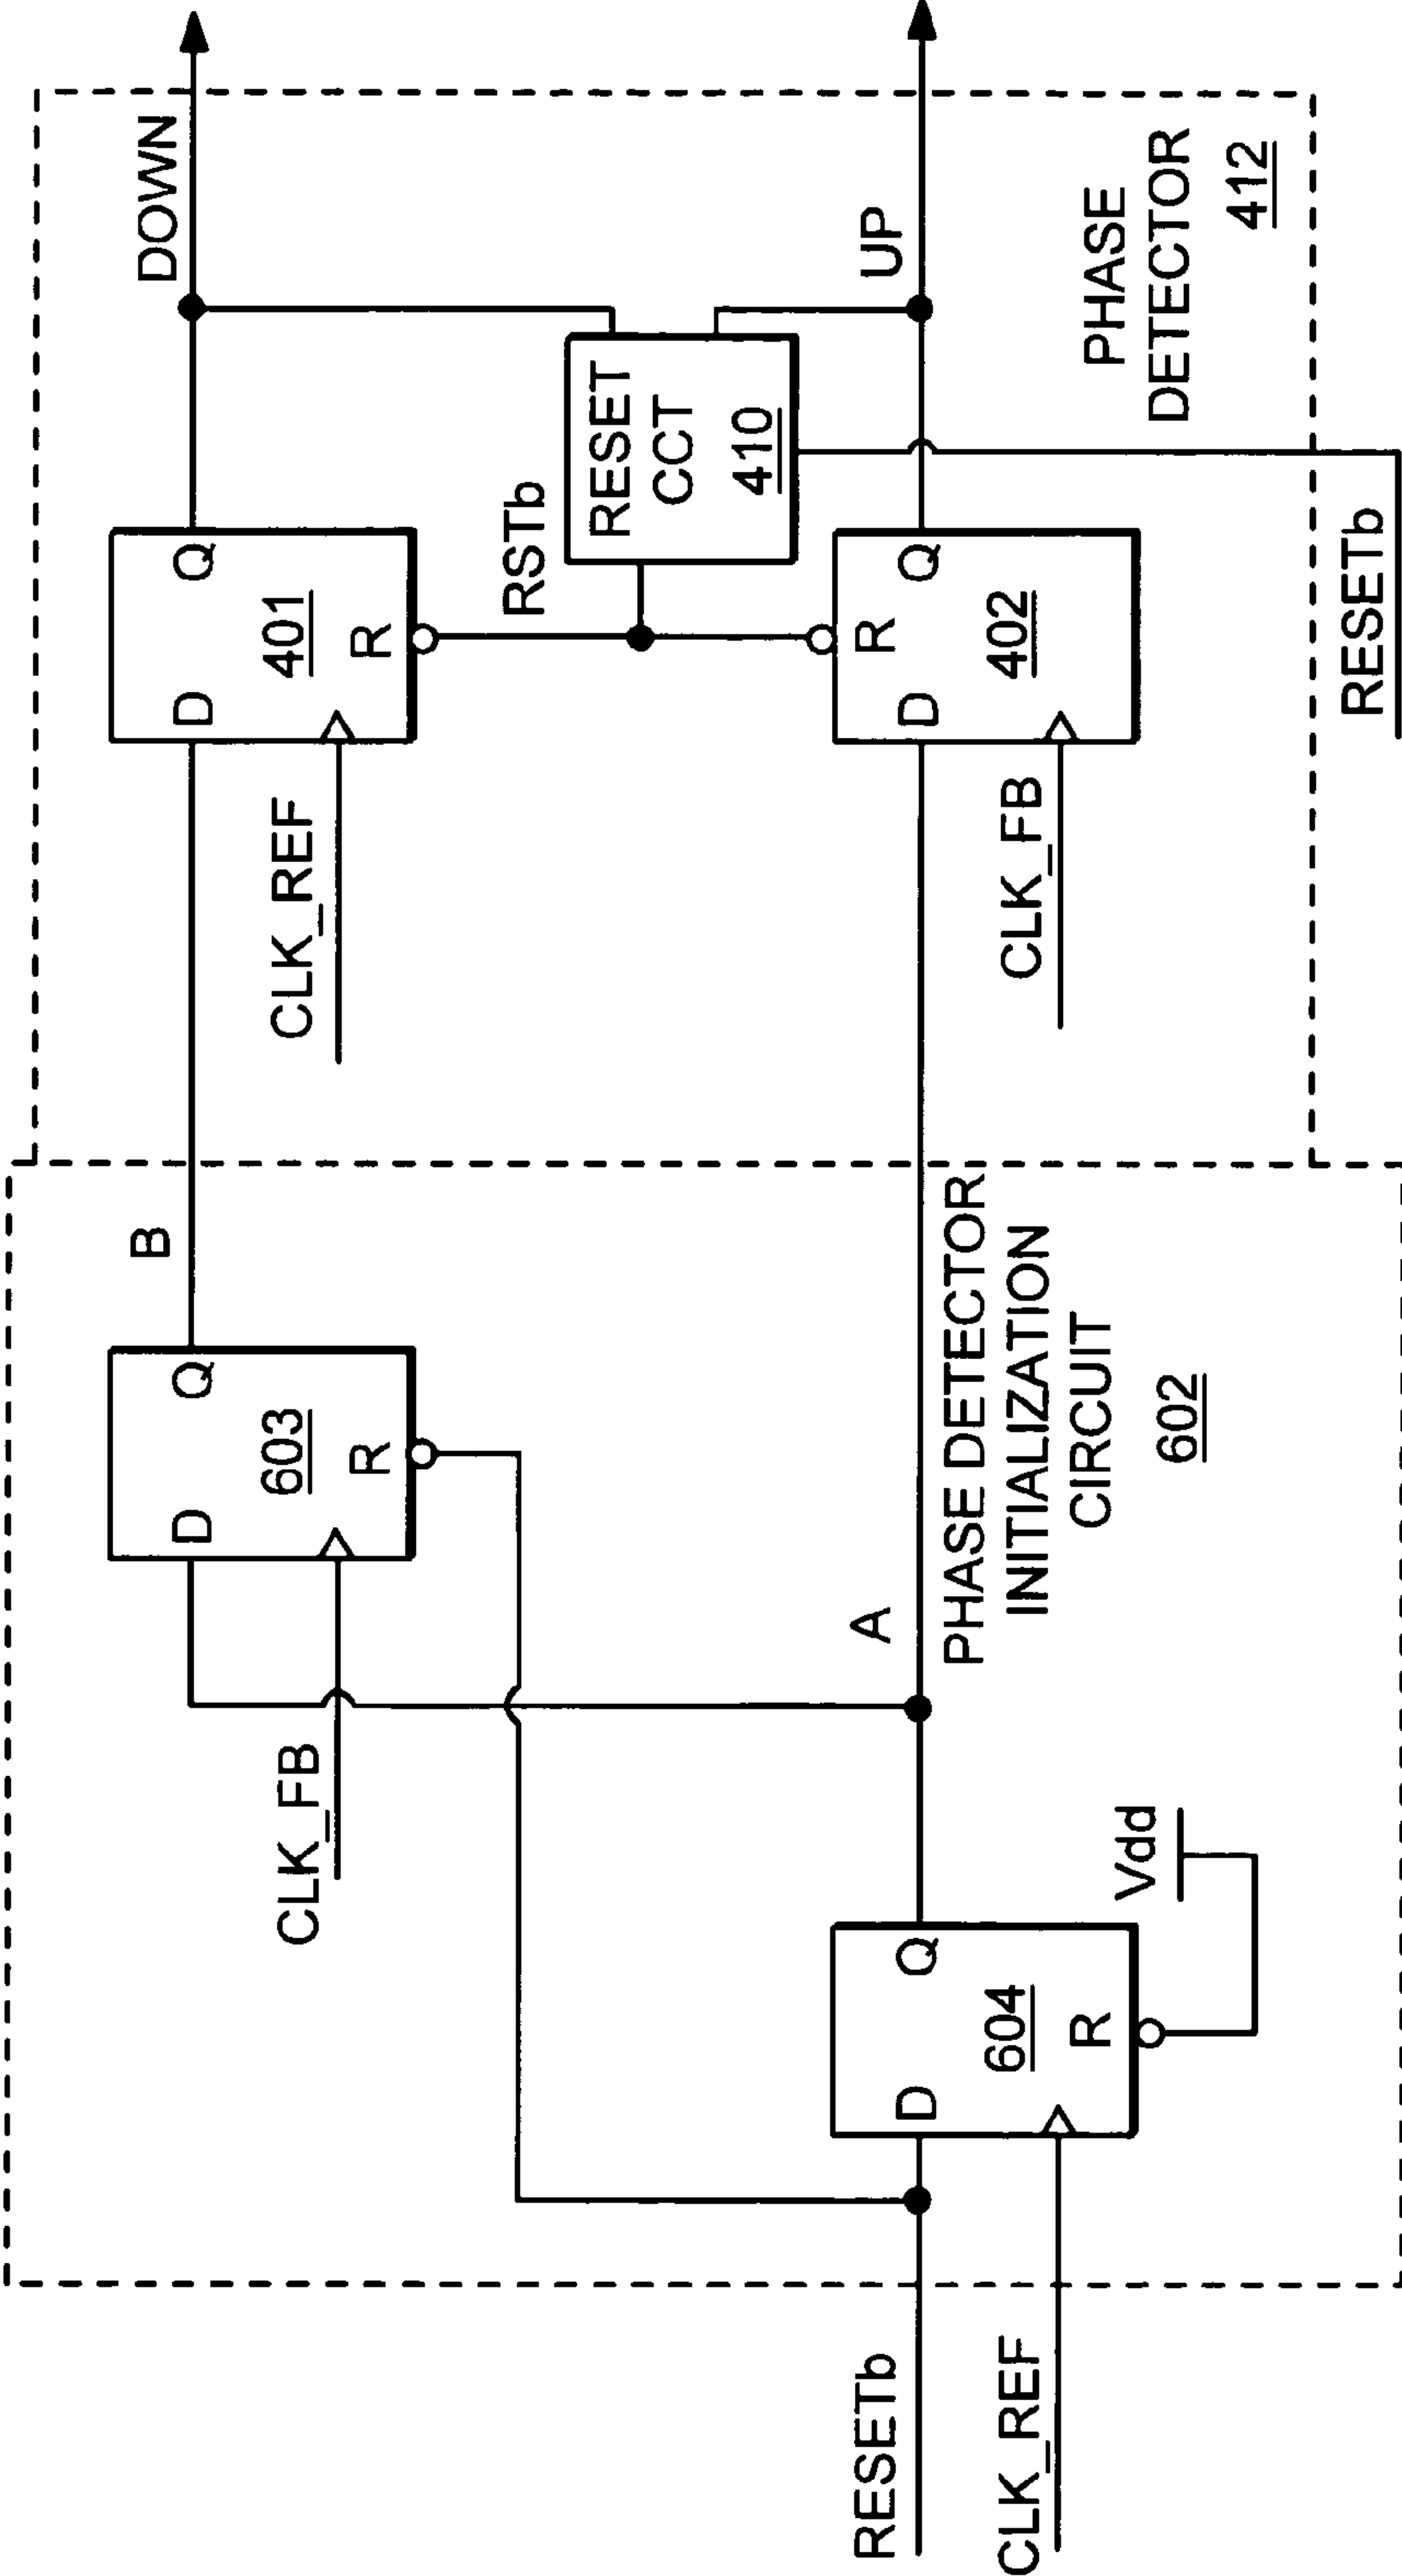 B
DOWN
D
Q
603
R
D
Q
401
R
CLK_FB
CLK_REF
RSTb
RESET
CCT
410
A
UP
RESETb
D
Q
604
R
CLK_REF
Vdd
D
Q
R
402
CLK_FB
PHASE DETECTOR
INITIALIZATION
CIRCUIT
602
PHASE
DETECTOR
412
RESETb